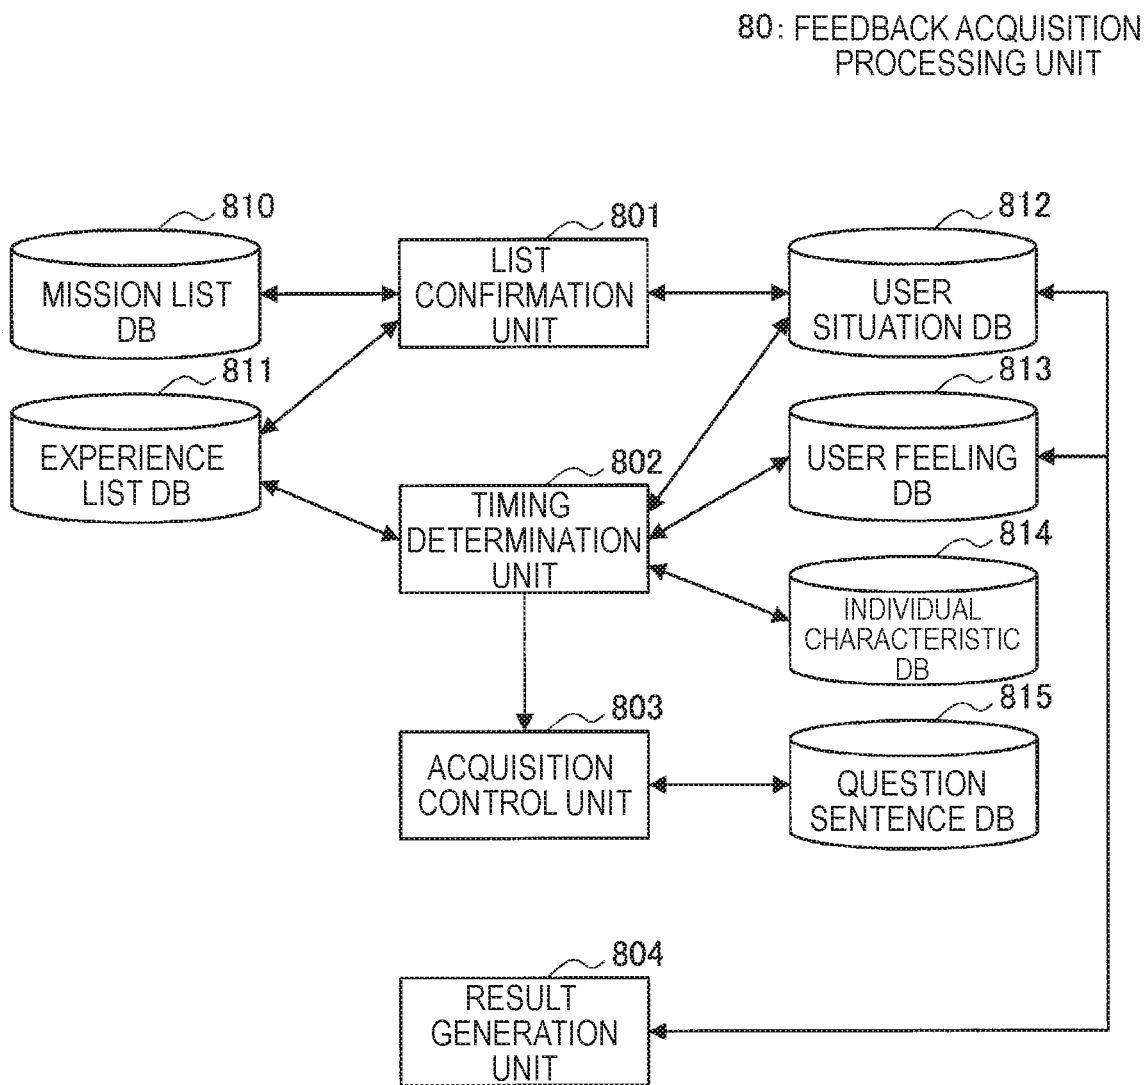 80: FEEDBACK ACQUISITION
PROCESSING UNIT
810
801
812
MISSION LIST
DB
LIST
CONFIRMATION
UNIT
USER
SITUATION DB
811
813
EXPERIENCE
LIST DB
802
USER FEELING
DB
TIMING
DETERMINATION
UNIT
814
INDIVIDUAL
CHARACTERISTIC
DB
803
815
ACQUISITION
CONTROL UNIT
QUESTION
SENTENCE DB
804
RESULT
GENERATION
UNIT